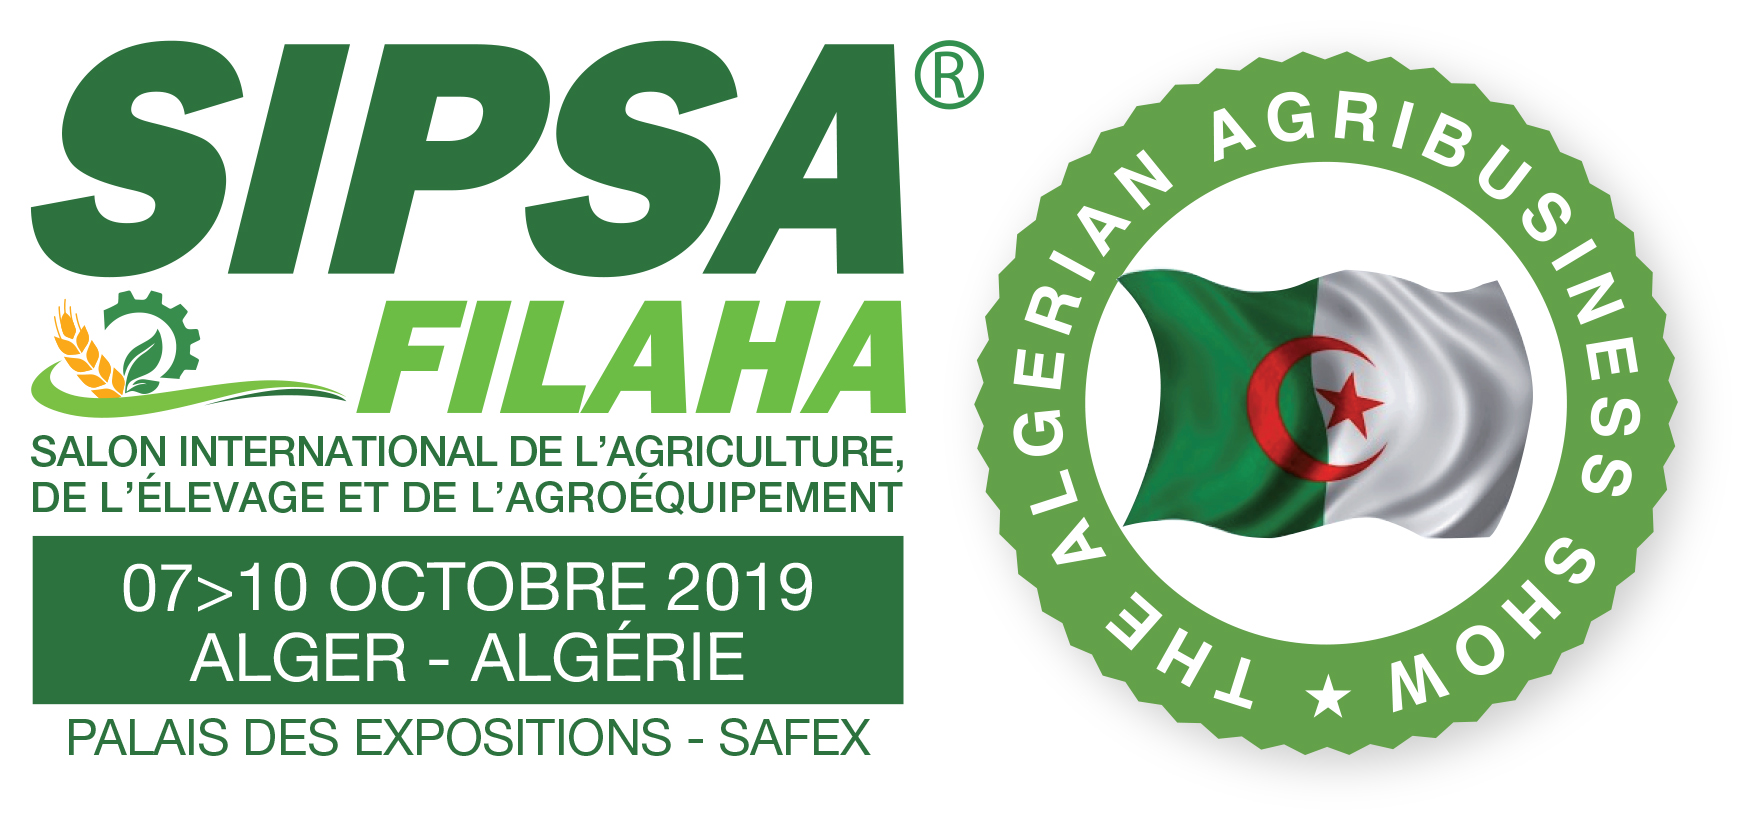 SIPSA®
FILAHA
SALON INTERNATIONAL DE L’AGRICULTURE,
DE L’ÉLEVAGE ET DE L’AGROÉQUIPEMENT
07>10 OCTOBRE 2019
ALGER - ALGÉRIE
PALAIS DES EXPOSITIONS - SAFEX
THE ALGERIAN AGRIBUSINESS SHOW ★